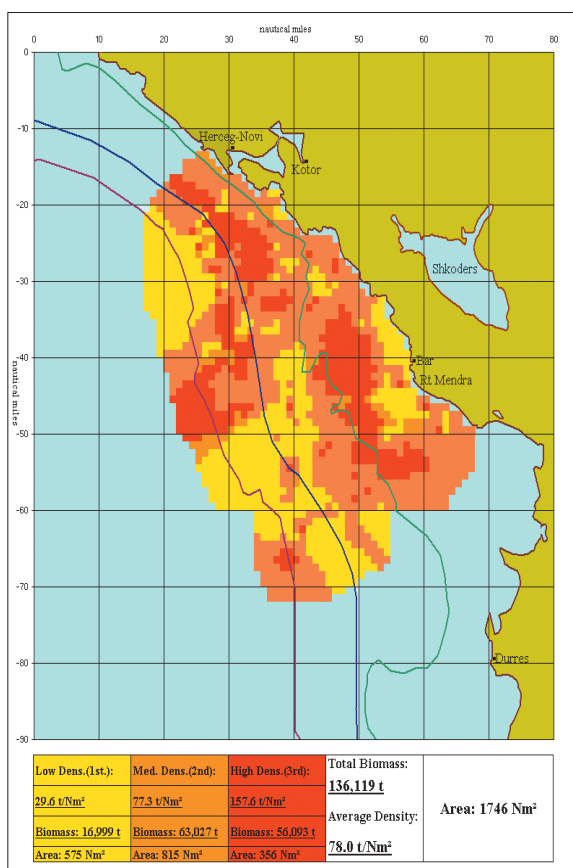 nautical miles
0 10 20 30 40 50 60 70 80
0
-10
-20
-30
-40
-50
-60
-70
-80
-90
nautical miles
Herceg-Novi
Kotor
Shkoders
Bar
Rt Mendra
Durres
Low Dens.(1st.): Med. Dens.(2nd): High Dens.(3rd): Total Biomass:
136,119 t
29.6 t/Nm² 77.3 t/Nm² 157.6 t/Nm² Area: 1746 Nm²
Average Density:
Biomass: 16,999 t Biomass: 63,027 t Biomass: 56,093 t
78.0 t/Nm²
Area: 575 Nm² Area: 815 Nm² Area: 356 Nm²